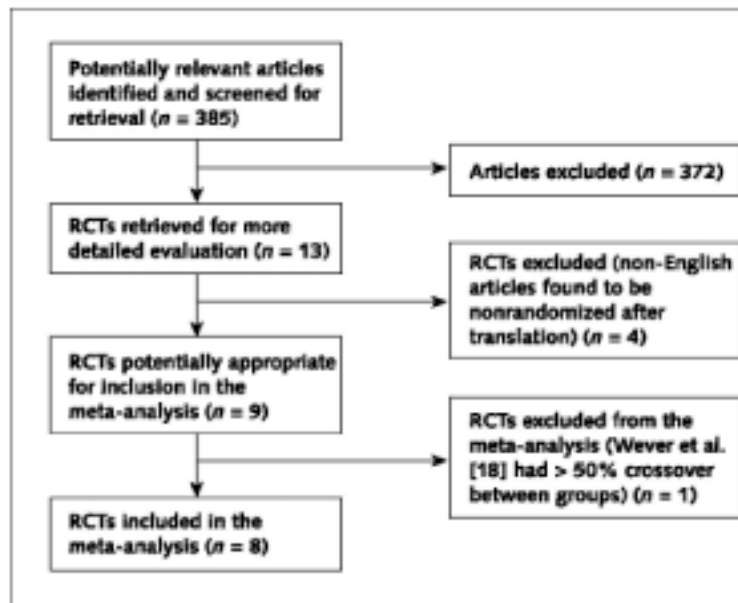 Potentially relevant articles
identified and screened for
retrieval (n = 385)
Articles excluded (n = 372)
RCTs retrieved for more
detailed evaluation (n = 13)
RCTs excluded (non-English
articles found to be
nonrandomized after
translation) (n = 4)
RCTs potentially appropriate
for inclusion in the
meta-analysis (n = 9)
RCTs excluded from the
meta-analysis (Wever et al.
[18] had > 50% crossover
between groups) (n = 1)
RCTs included in the
meta-analysis (n = 8)